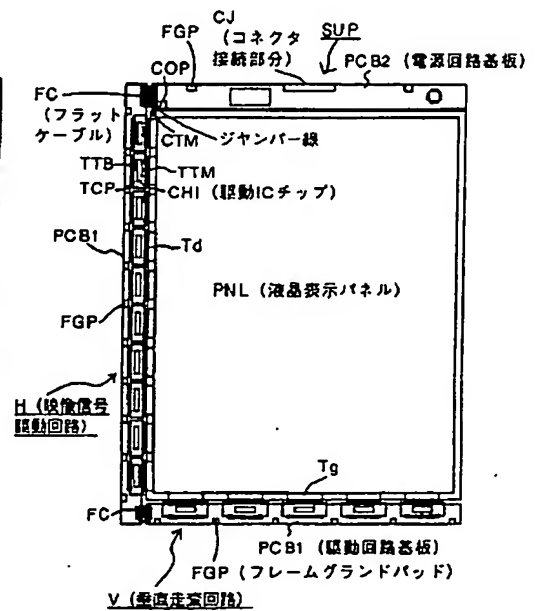 CJ
(コネクタ
接続部分)
FGP
SUP
PCB2 (電源回路基板)
COP
FC
(フラット
ケーブル)
CTM
ジヤンバー線
TTB
TTM
TCP
CHI (駆動ICチップ)
PCB1
Td
PNL (液晶表示パネル)
FGP
H (映像信号
駆動回路)
Tg
FC
PCB1 (駆動回路基板)
FGP (フレームグランドパッド)
V (垂直走査回路)